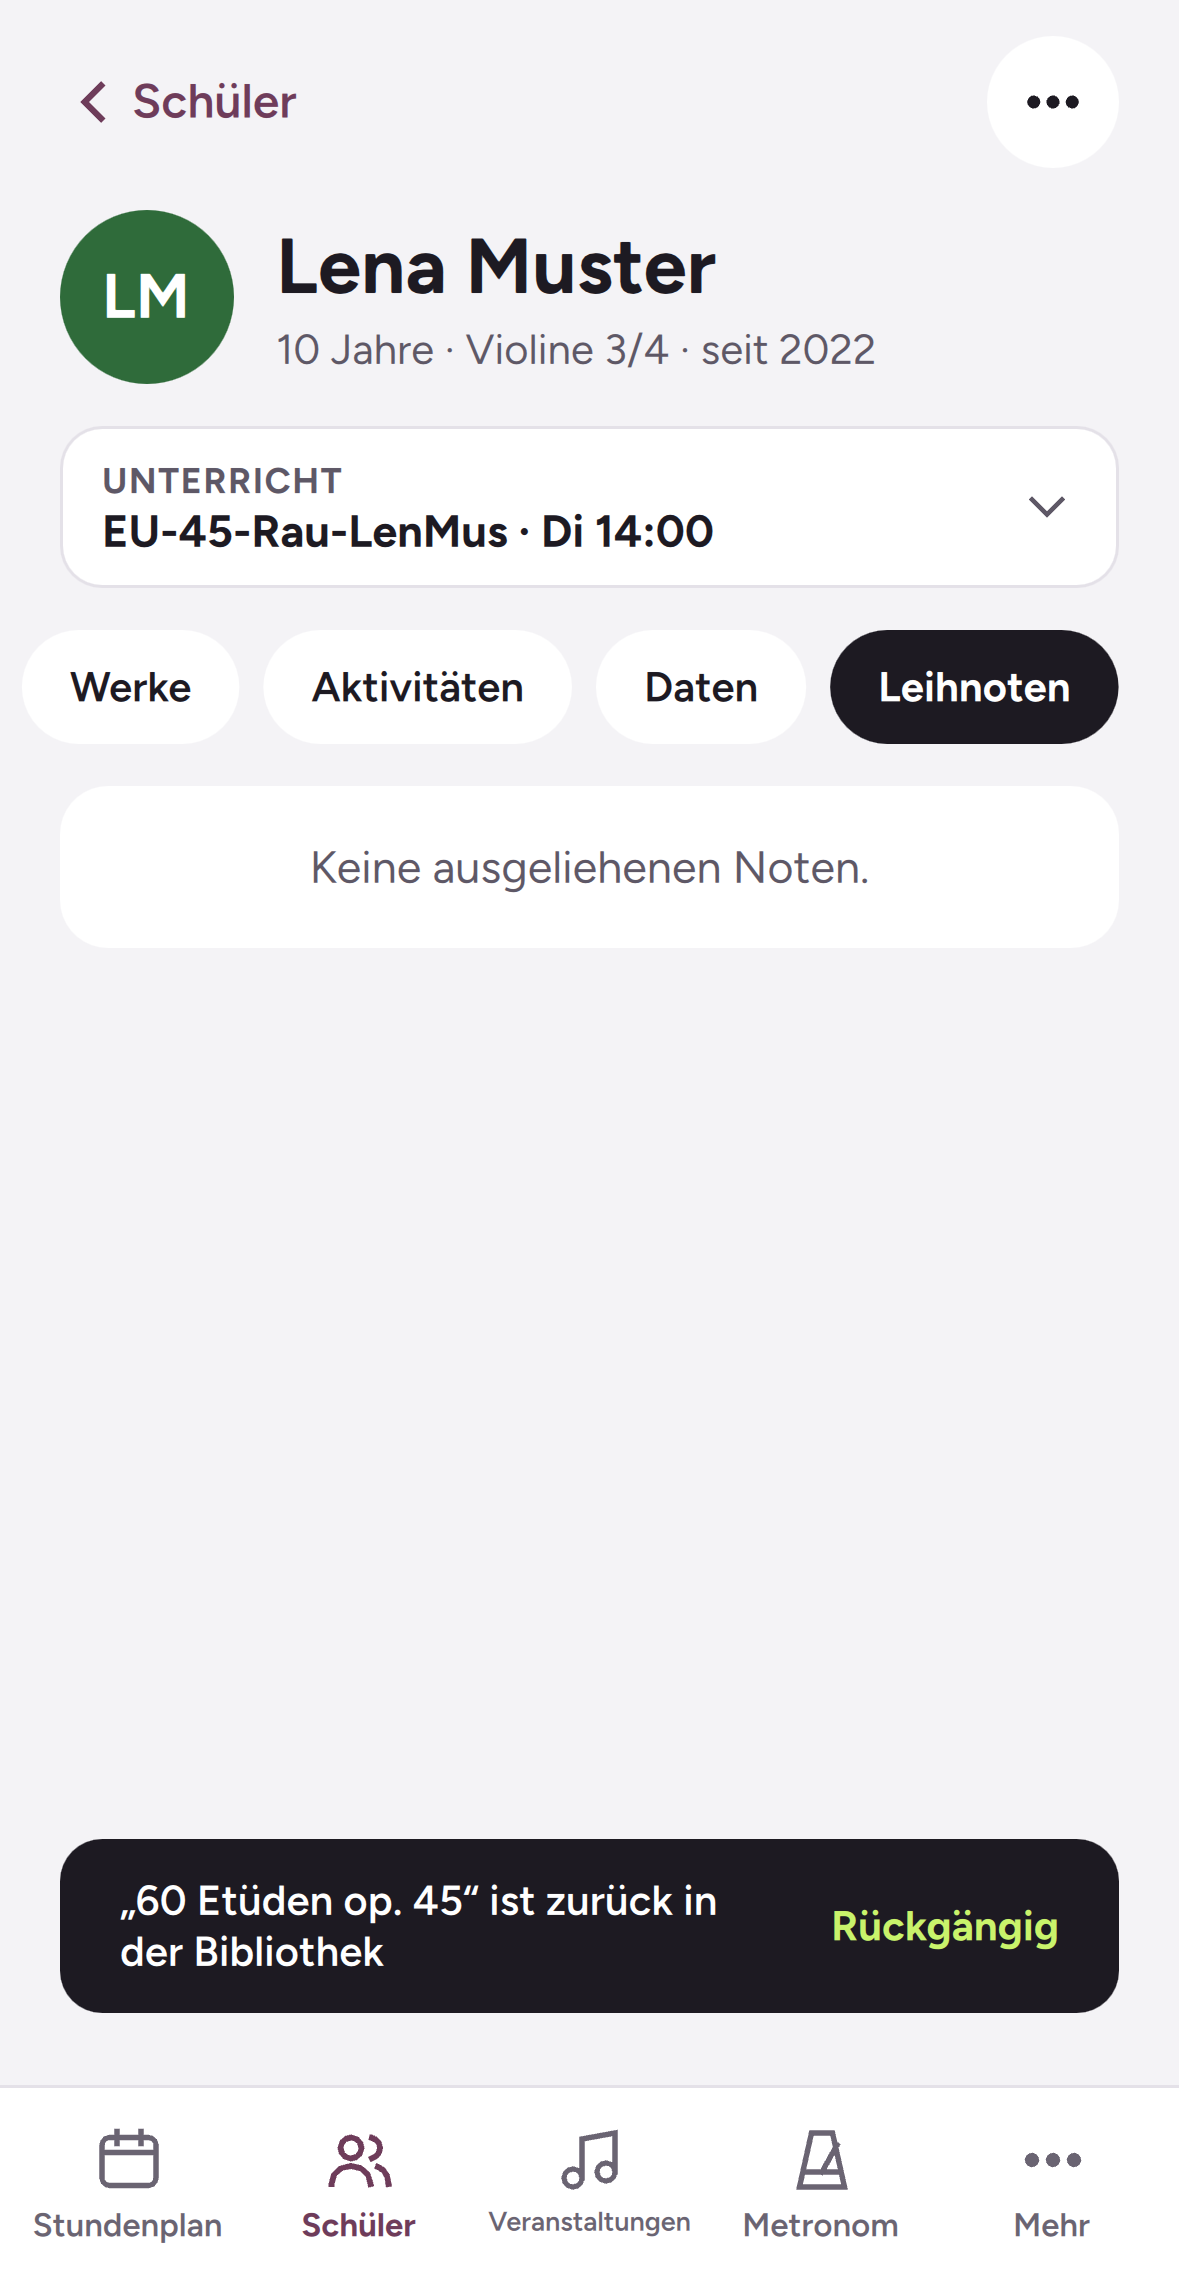 Schüler
LM
Lena Muster
10 Jahre · Violine 3/4 · seit 2022
UNTERRICHT
EU-45-Rau-LenMus · Di 14:00
Werke
Aktivitäten
Daten
Leihnoten
Keine ausgeliehenen Noten.
„60 Etüden op. 45“ ist zurück in
der Bibliothek
Rückgängig
Stundenplan
Schüler
Veranstaltungen
Metronom
Mehr